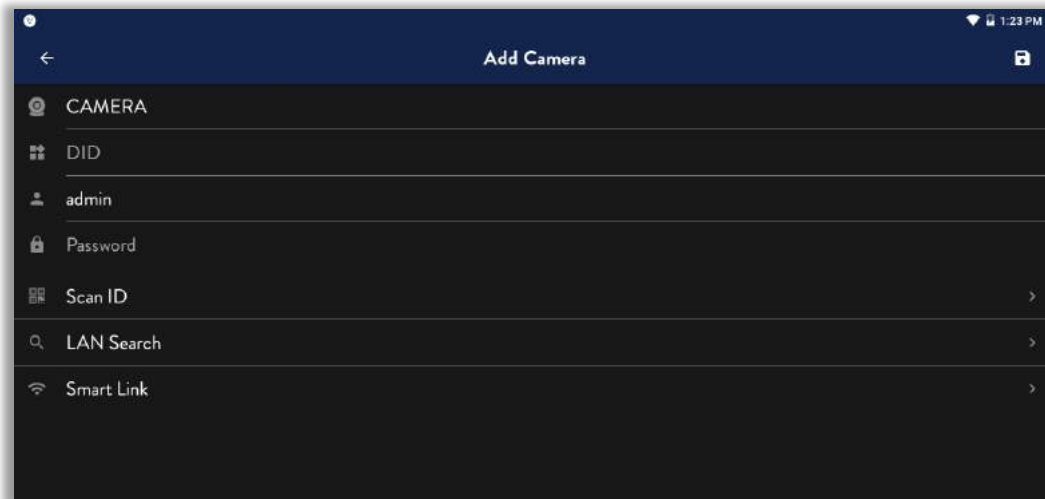 1:23 PM
Add Camera
CAMERA
DID
admin
Password
Scan ID
LAN Search
Smart Link